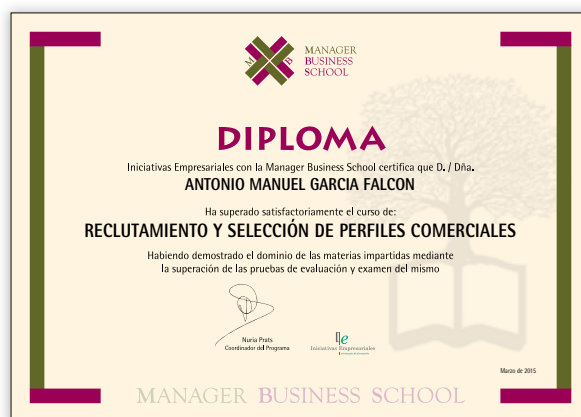 M B
MANAGER
BUSINESS
SCHOOL
DIPLOMA
Iniciativas Empresariales con la Manager Business School certifica que D. / Dña.
ANTONIO MANUEL GARCIA FALCON
Ha superado satisfactoriamente el curso de:
RECLUTAMIENTO Y SELECCIÓN DE PERFILES COMERCIALES
Habiendo demostrado el dominio de las materias impartidas mediante
la superación de las pruebas de evaluación y examen del mismo
Nuria Prats
Coordinador del Programa
Ie
Iniciativas Empresariales
Marzo de 2015
MANAGER BUSINESS SCHOOL